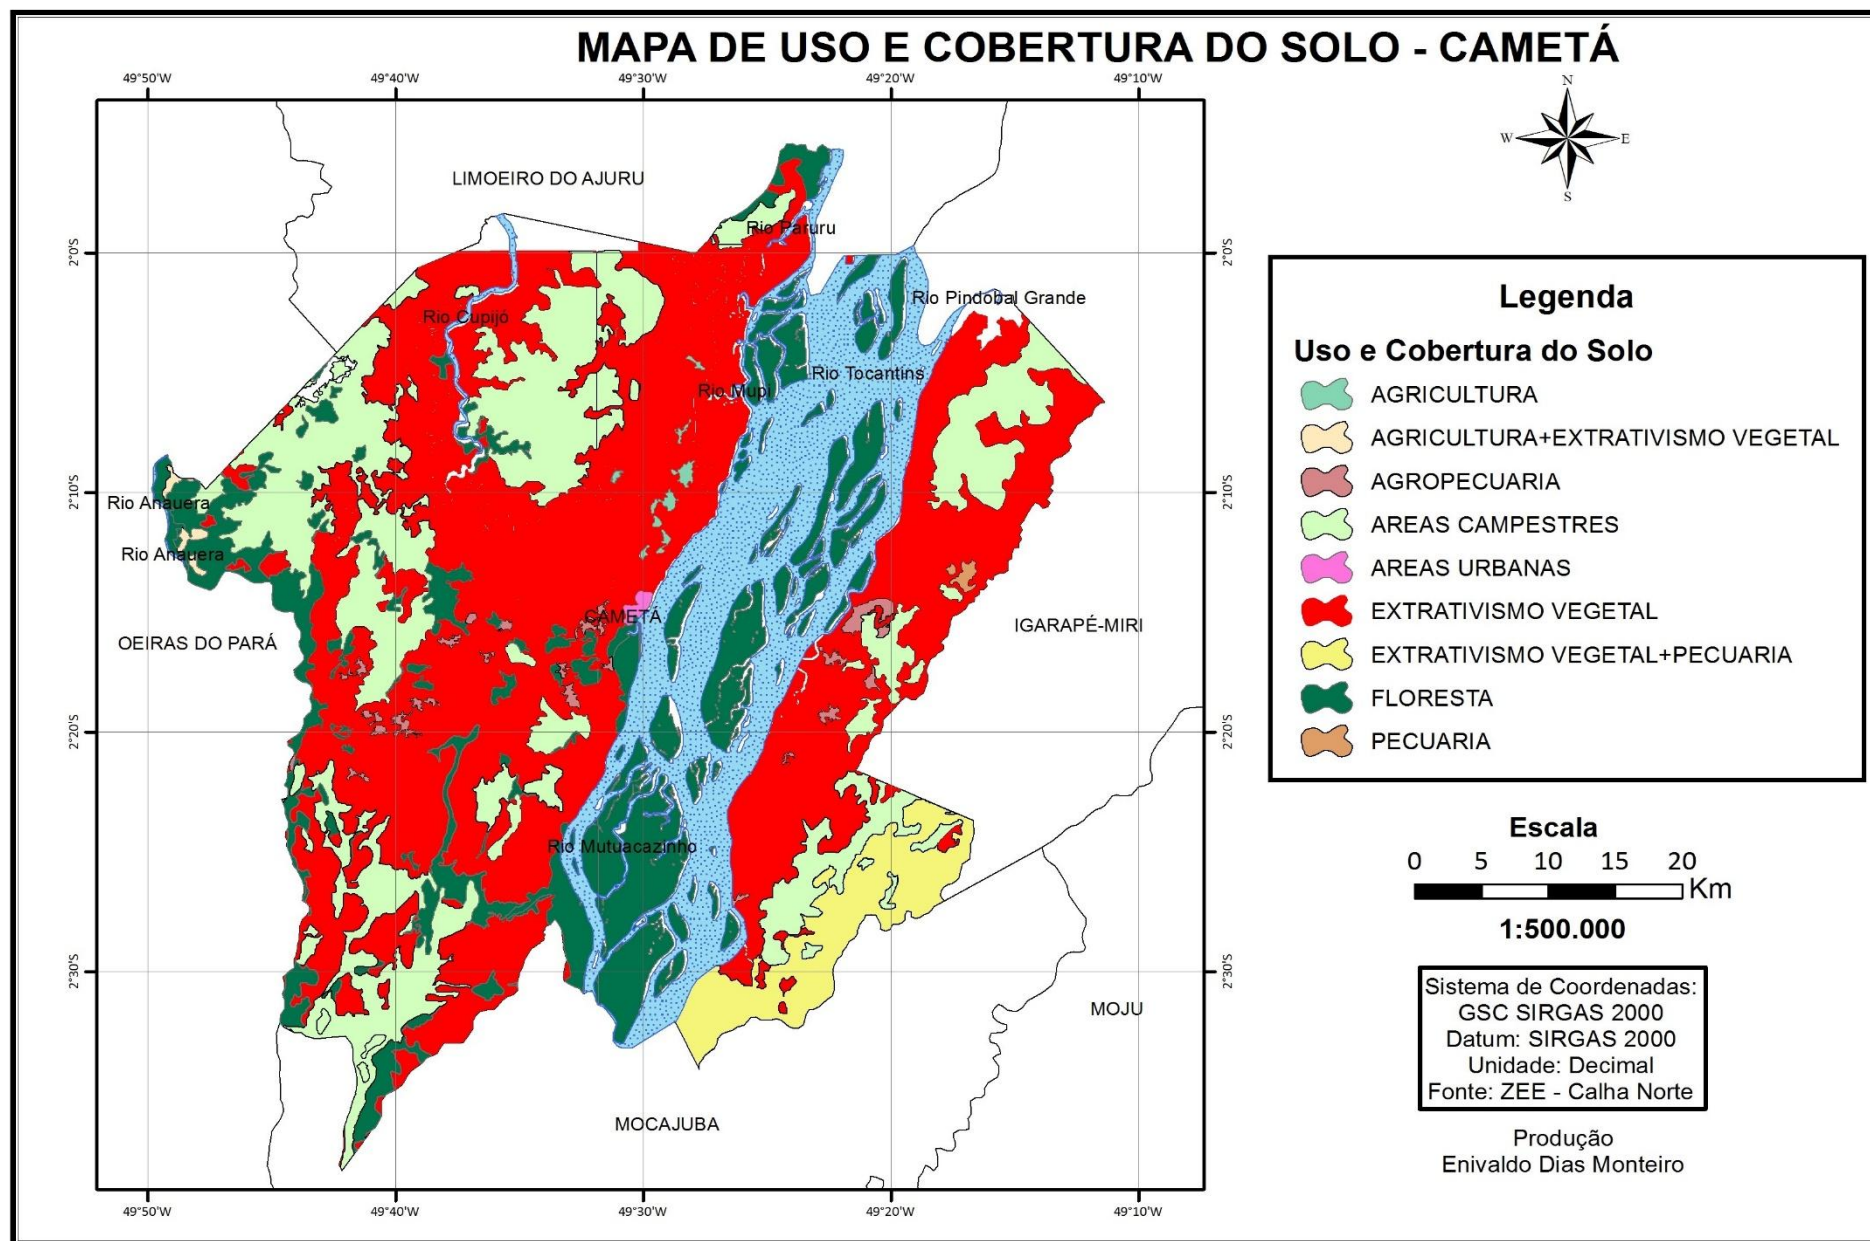 MAPA DE USO E COBERTURA DO SOLO - CAMETÁ
49°50'W
49°40'W
49°30'W
49°20'W
49°10'W
N
W
E
S
LIMOEIRO DO AJURU
Rio Paruru
2°0'S
2°0'S
Rio Pindobal Grande
Rio Cupijó
Rio Tocantins
Rio Mupi
2°10'S
2°10'S
Rio Anauera
Rio Anauera
CAMETÁ
OEIRAS DO PARÁ
IGARAPÉ-MIRI
2°20'S
2°20'S
Rio Mutuacazinho
2°30'S
2°30'S
MOJU
MOCAJUBA
49°50'W
49°40'W
49°30'W
49°20'W
49°10'W
Legenda
Uso e Cobertura do Solo
AGRICULTURA
AGRICULTURA+EXTRATIVISMO VEGETAL
AGROPECUARIA
AREAS CAMPESTRES
AREAS URBANAS
EXTRATIVISMO VEGETAL
EXTRATIVISMO VEGETAL+PECUARIA
FLORESTA
PECUARIA
Escala
0 5 10 15 20
Km
1:500.000
Sistema de Coordenadas:
GSC SIRGAS 2000
Datum: SIRGAS 2000
Unidade: Decimal
Fonte: ZEE - Calha Norte
Produção
Enivaldo Dias Monteiro